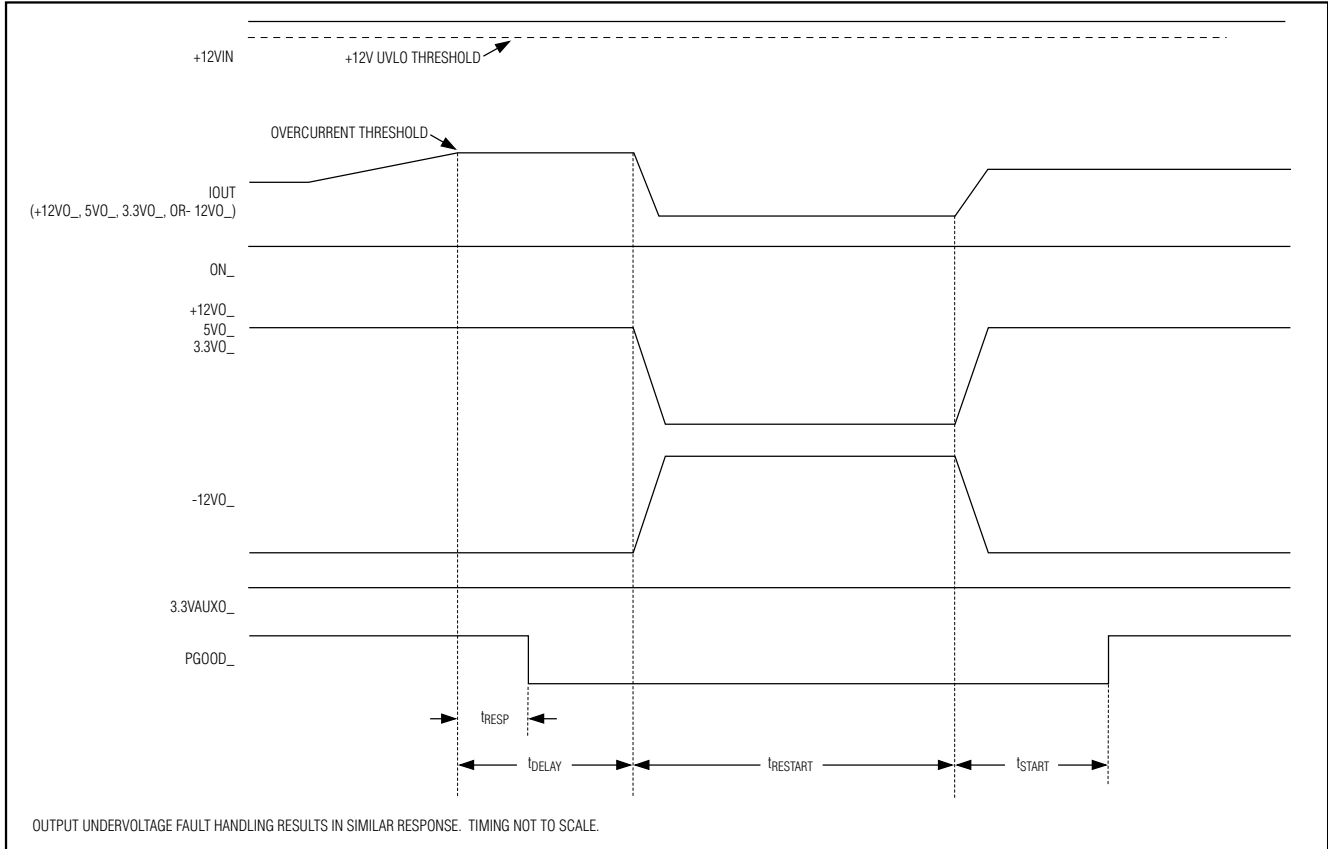 +12VIN
+12V UVLO THRESHOLD
OVERCURRENT THRESHOLD
IOUT
(+12VO_, 5VO_, 3.3VO_, OR- 12VO_)
ON_
+12VO_
5VO_
3.3VO_
-12VO_
3.3VAUXO_
PGOOD_
tRESP
tDELAY
tRESTART
tSTART
OUTPUT UNDERVOLTAGE FAULT HANDLING RESULTS IN SIMILAR RESPONSE. TIMING NOT TO SCALE.